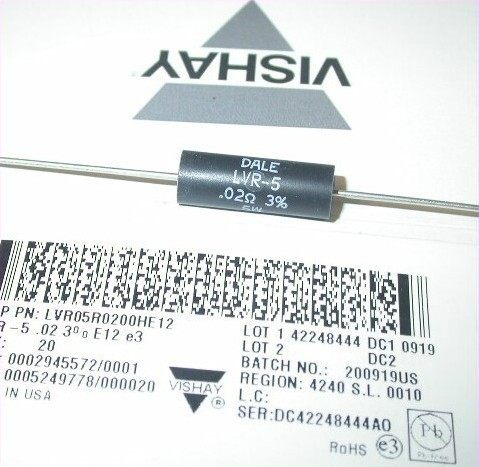 VISHAY
DALE
LVR-5
.02Ω 3%
5W
P PN: LVR05R0200HE12
R-5 .02 3% E12 e3
: 20
0002945572/0001
0005249778/000020
IN USA
VISHAY ®
LOT 1 42248444 DC1 0919
LOT 2 DC2
BATCH NO.: 200919US
REGION: 4240 S.L. 0010
L.C:
SER:DC42248444A0
RoHS e3 Pb